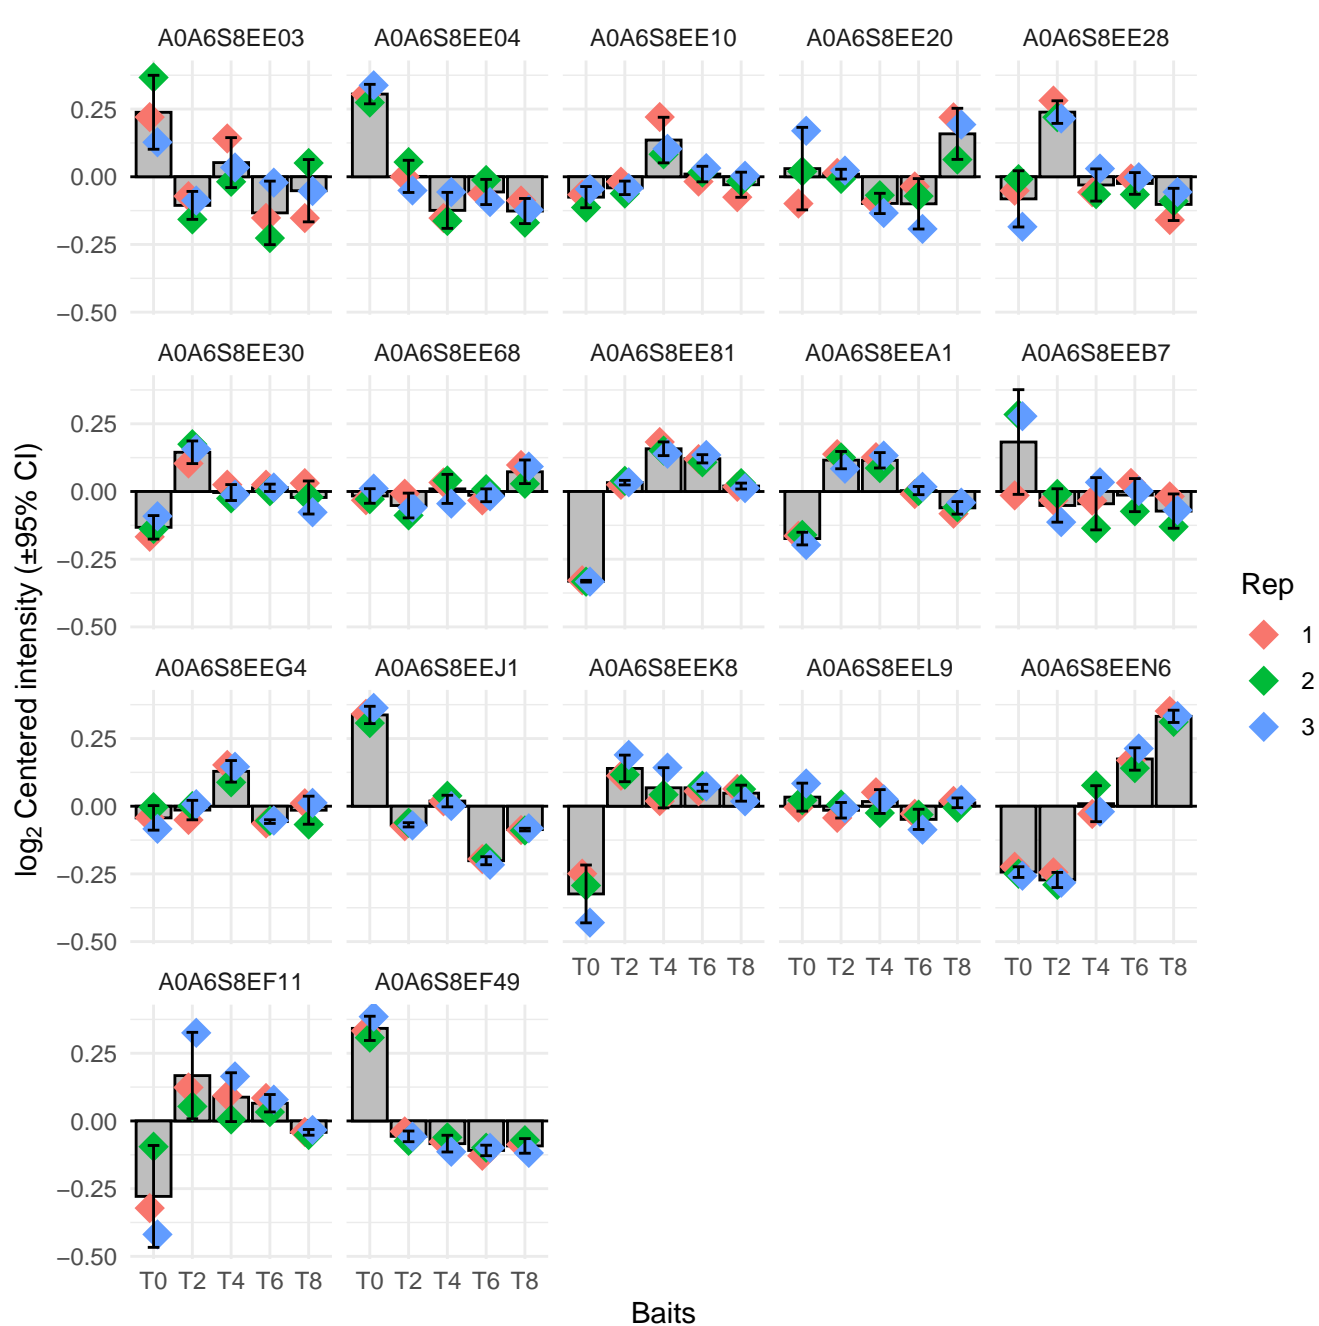 A0A6S8EE03 A0A6S8EE04 A0A6S8EE10 A0A6S8EE20 A0A6S8EE28
0.25
0.00
−0.25
−0.50
A0A6S8EE30 A0A6S8EE68 A0A6S8EE81 A0A6S8EEA1 A0A6S8EEB7
0.25
0.00
−0.25
−0.50
A0A6S8EEG4 A0A6S8EEJ1 A0A6S8EEK8 A0A6S8EEL9 A0A6S8EEN6
0.25
0.00
−0.25
−0.50
T0 T2 T4 T6 T8 T0 T2 T4 T6 T8 T0 T2 T4 T6 T8
A0A6S8EF11 A0A6S8EF49
0.25
0.00
−0.25
−0.50
T0 T2 T4 T6 T8 T0 T2 T4 T6 T8
Baits
log₂ Centered intensity (±95% CI)
Rep
1
2
3